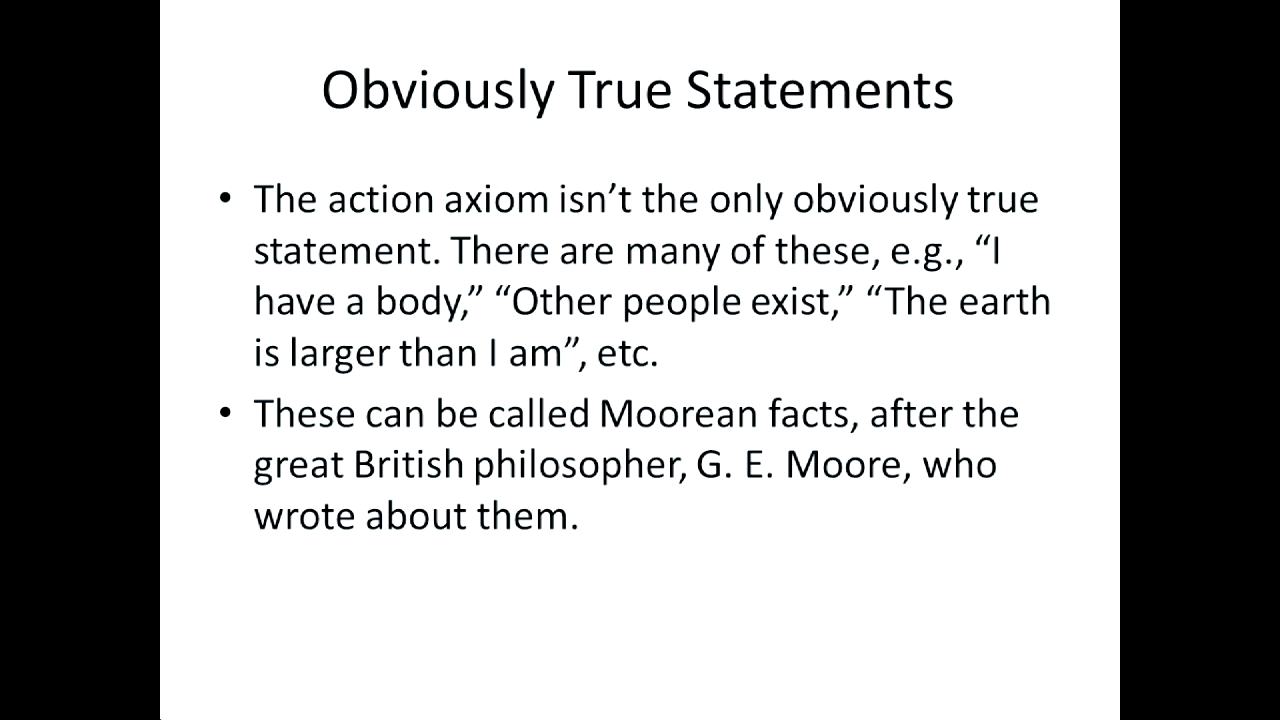 Obviously True Statements
• The action axiom isn’t the only obviously true
statement. There are many of these, e.g., “I
have a body,” “Other people exist,” “The earth
is larger than I am”, etc.
• These can be called Moorean facts, after the
great British philosopher, G. E. Moore, who
wrote about them.